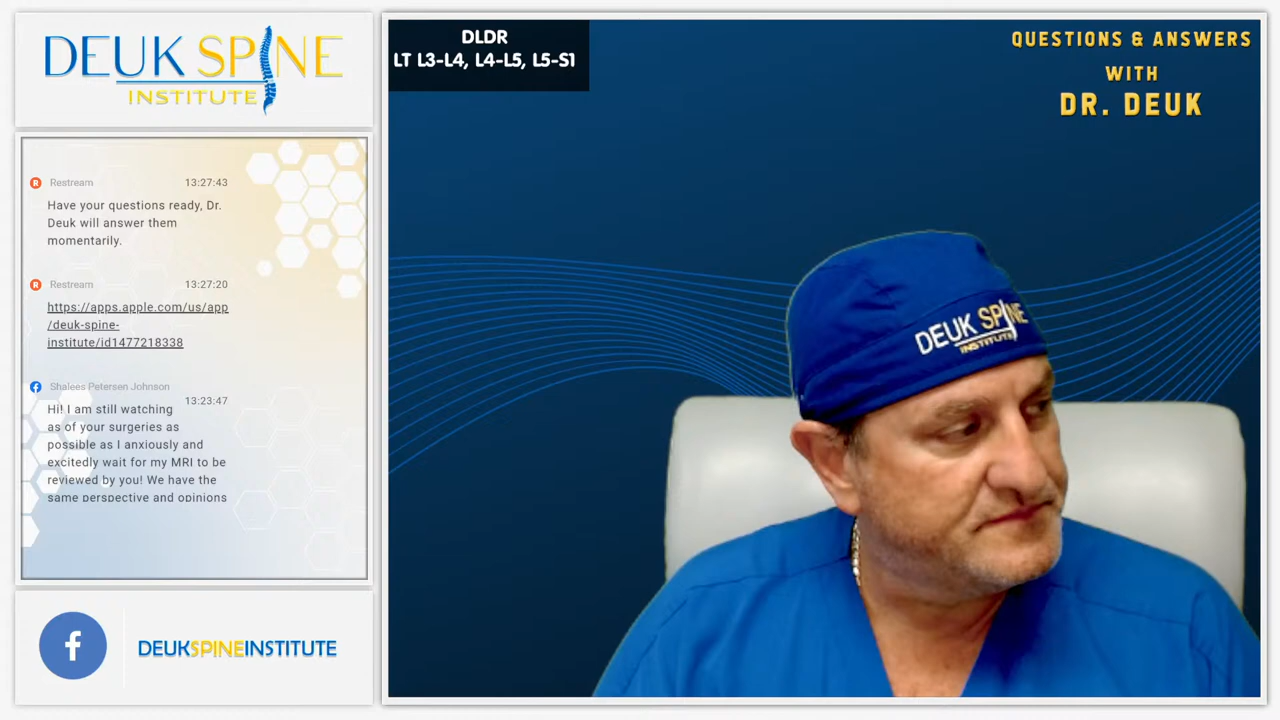 DEUK SPINE
INSTITUTE
Restream 13:27:43
Have your questions ready, Dr.
Deuk will answer them
momentarily.
Restream 13:27:20
https://apps.apple.com/us/app
/deuk-spine-
institute/id1477218338
Shalees Petersen Johnson
13:23:47
Hi! I am still watching
as of your surgeries as
possible as I anxiously and
excitedly wait for my MRI to be
reviewed by you! We have the
same perspective and opinions
f
DEUKSPINEINSTITUTE
DLDR
LT L3-L4, L4-L5, L5-S1
QUESTIONS & ANSWERS
WITH
DR. DEUK
DEUK SPINE
INSTITUTE